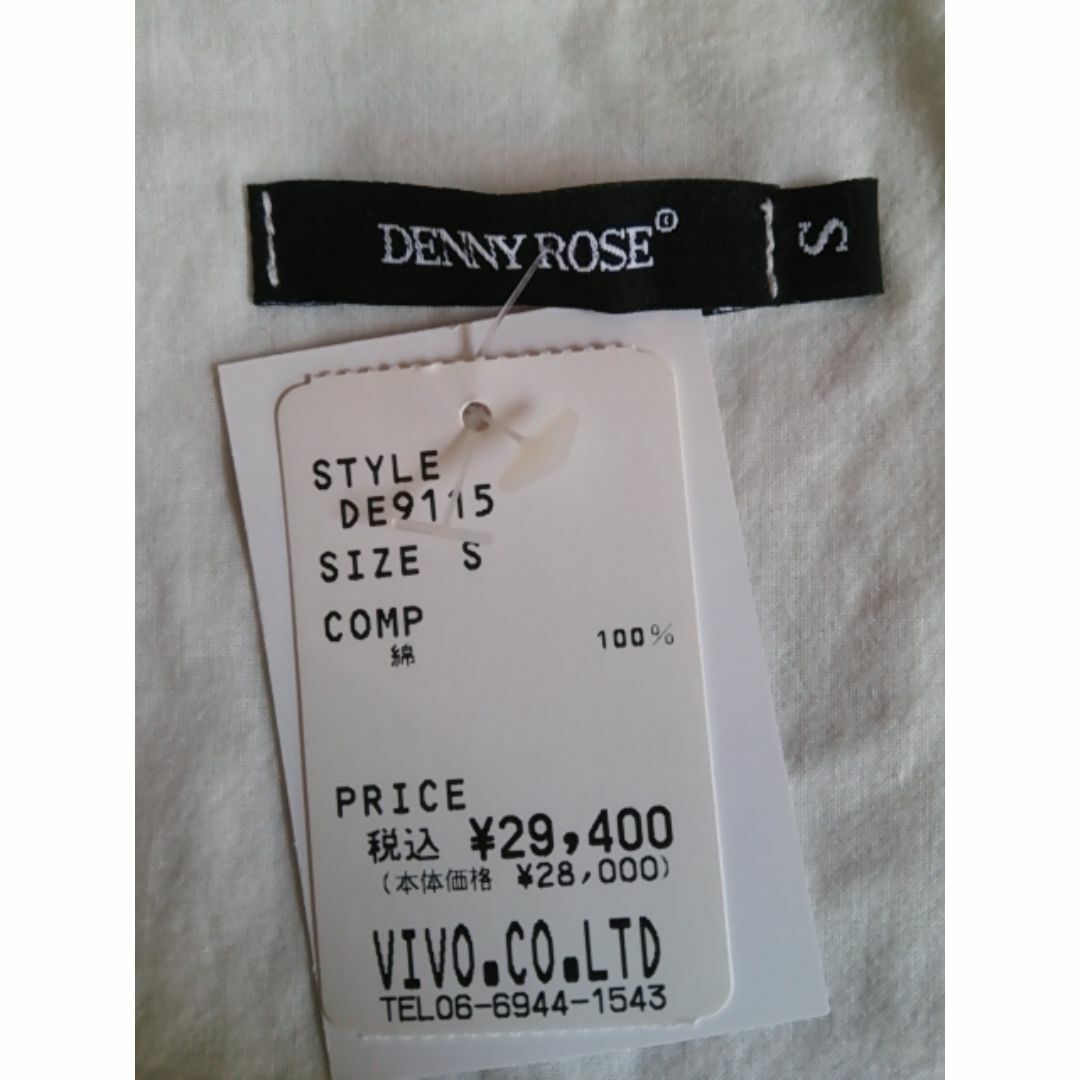 DENNY ROSE® S
STYLE
DE9115
SIZE S
COMP
綿 100%
PRICE
税込 ¥29,400
(本体価格 ¥28,000)
VIVO.CO.LTD
TEL06-6944-1543